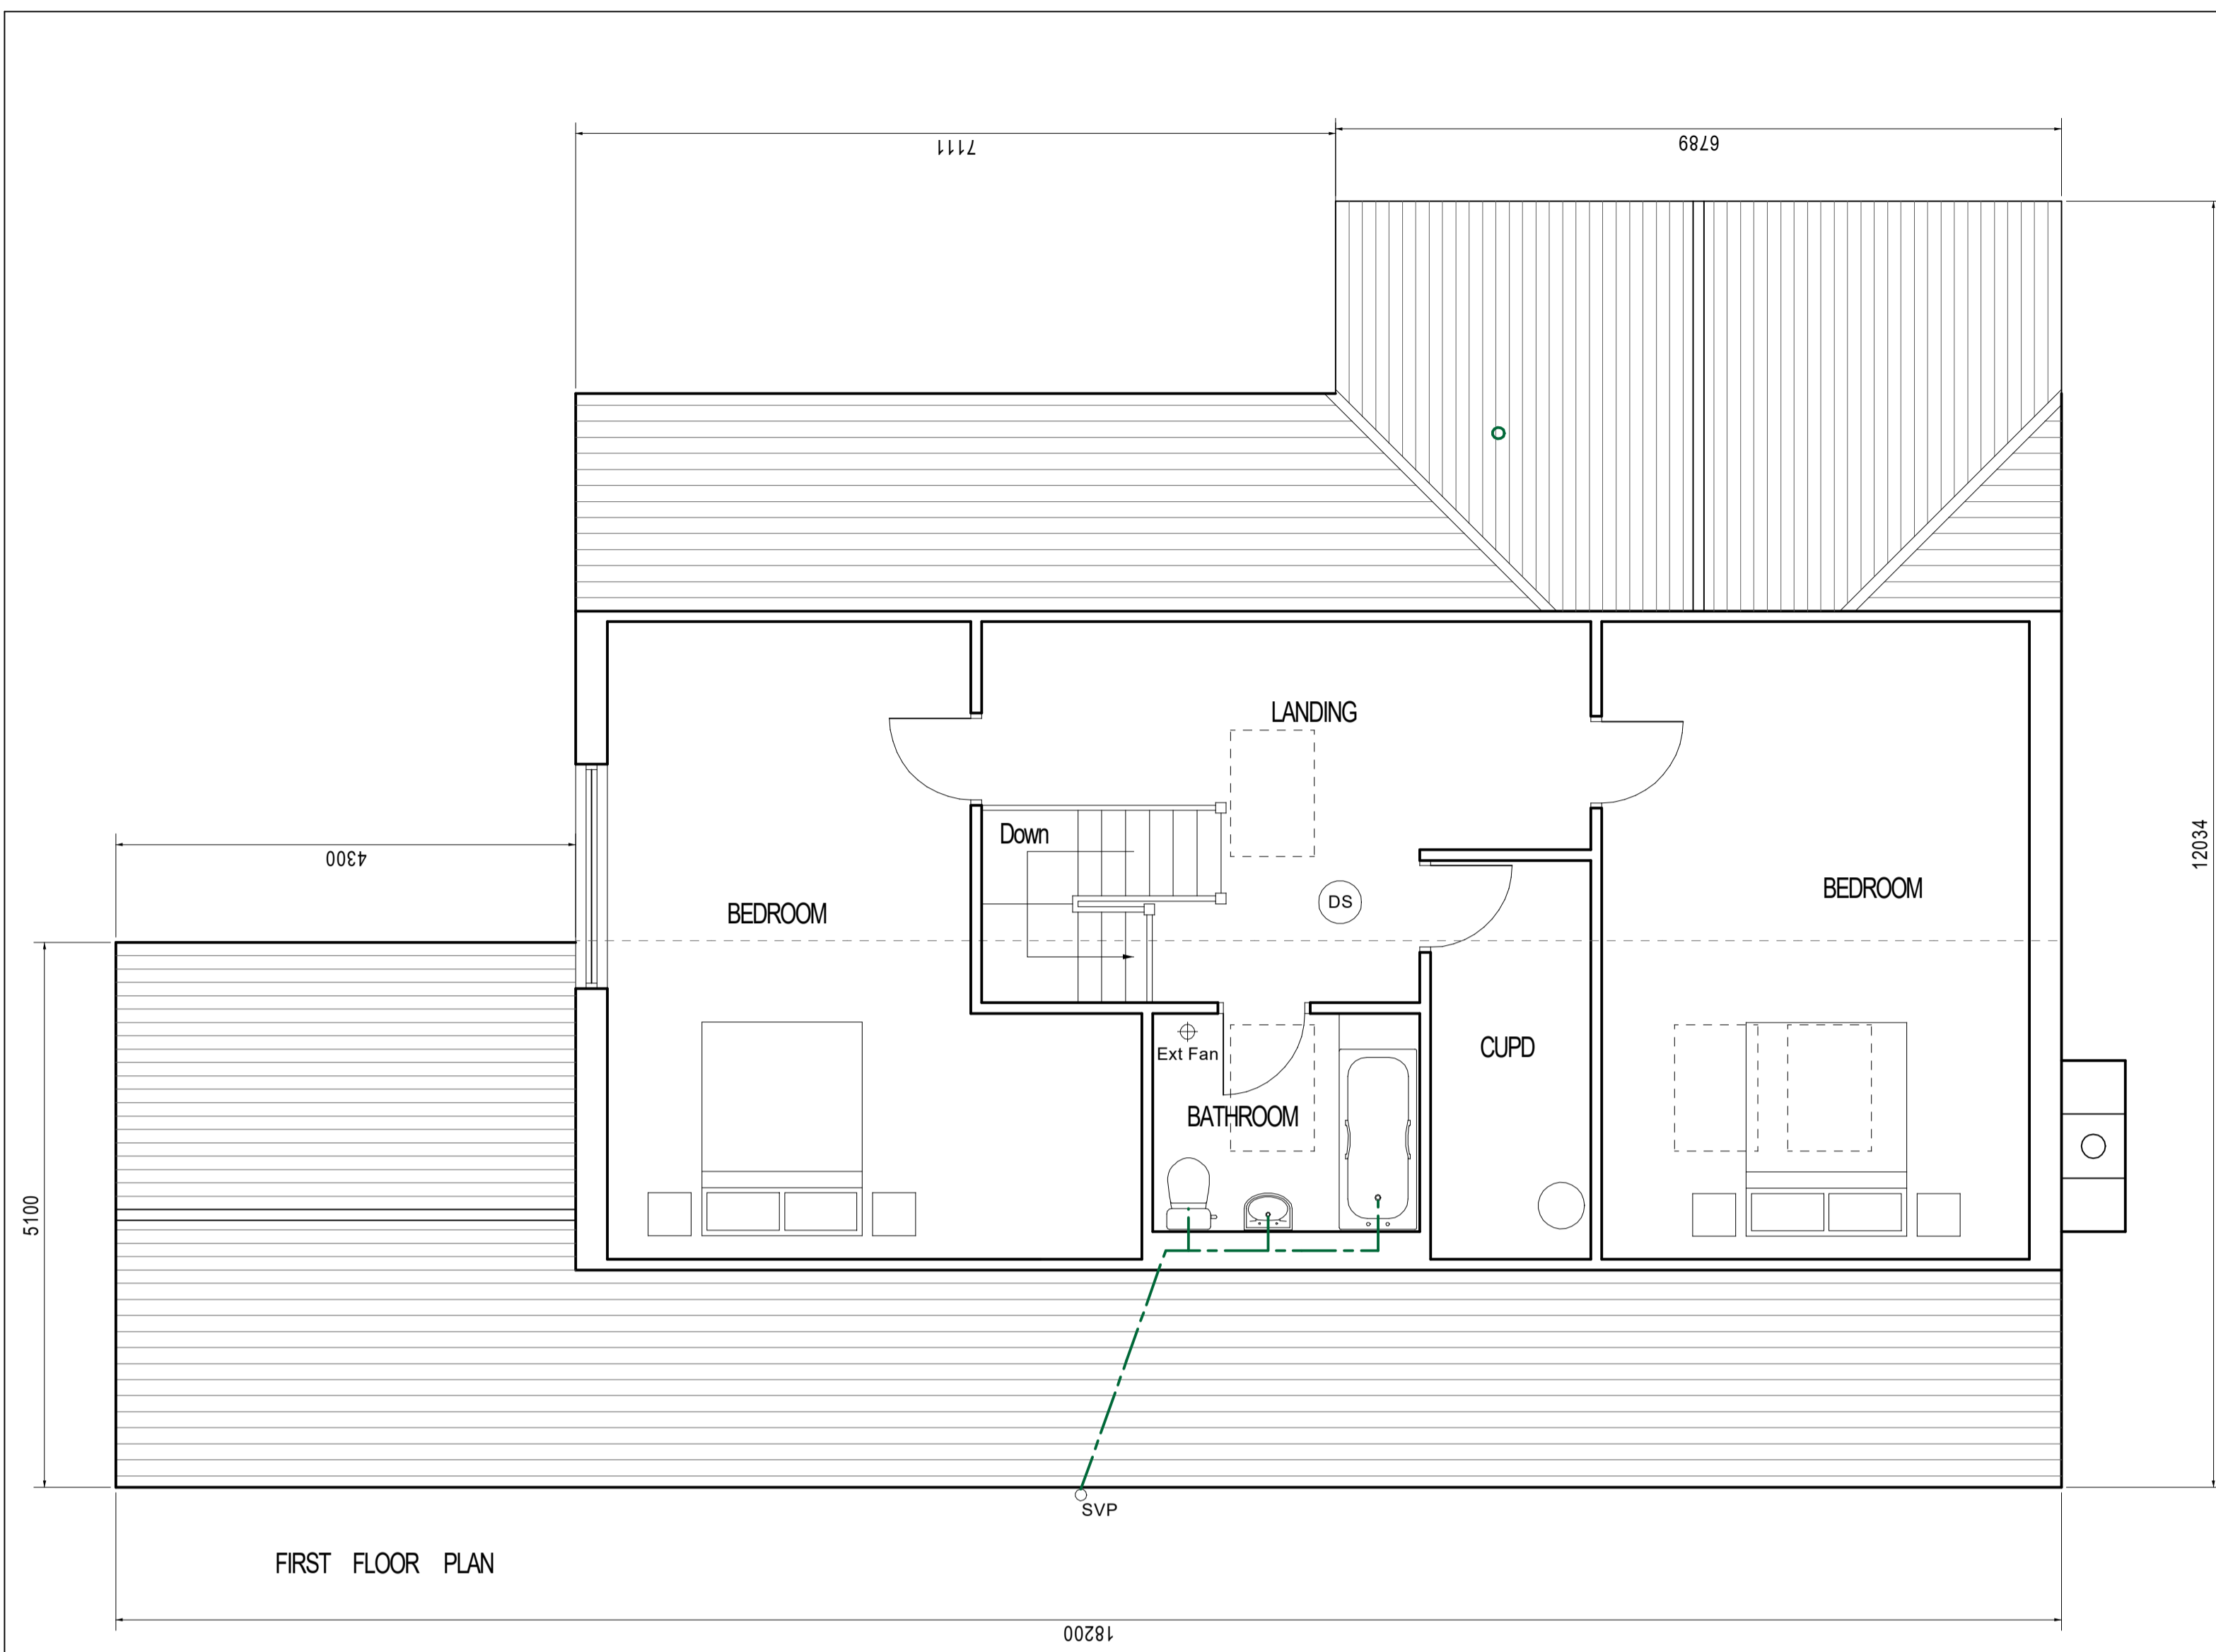 7111
6789
LANDING
Down
4300
12034
BEDROOM
DS
BEDROOM
Ext Fan
CUPD
BATHROOM
5100
SVP
FIRST FLOOR PLAN
18200